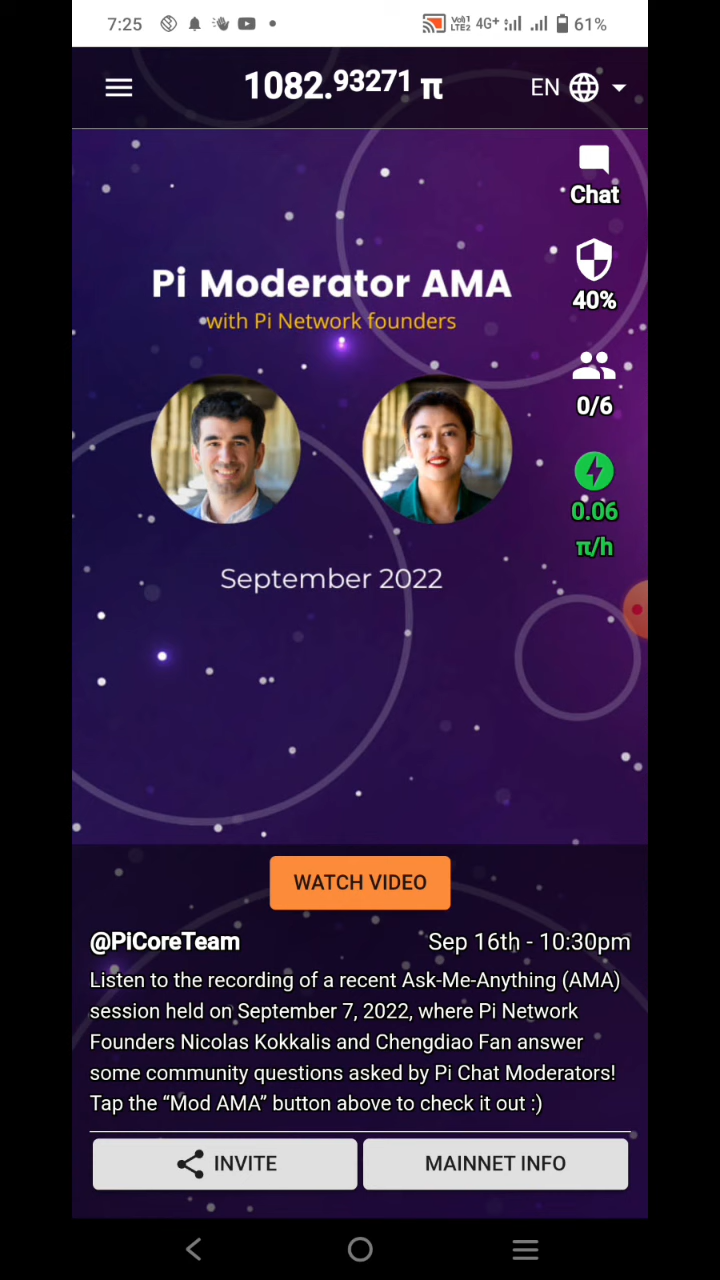 7:25
Vo)) 4G+ 61%
LTE2
1082.93271 π
EN
Chat
Pi Moderator AMA
with Pi Network founders
40%
0/6
0.06
π/h
September 2022
WATCH VIDEO
@PiCoreTeam Sep 16th - 10:30pm
Listen to the recording of a recent Ask-Me-Anything (AMA)
session held on September 7, 2022, where Pi Network
Founders Nicolas Kokkalis and Chengdiao Fan answer
some community questions asked by Pi Chat Moderators!
Tap the “Mod AMA” button above to check it out :)
INVITE
MAINNET INFO